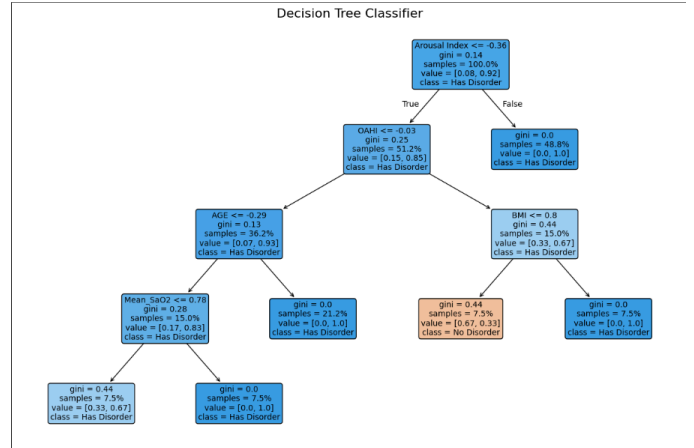 Decision Tree Classifier
Arousal Index <= -0.36
gini = 0.14
samples = 100.0%
value = [0.08, 0.92]
class = Has Disorder
True
False
OAHI <= -0.03
gini = 0.25
samples = 51.2%
value = [0.15, 0.85]
class = Has Disorder
gini = 0.0
samples = 48.8%
value = [0.0, 1.0]
class = Has Disorder
AGE <= -0.29
gini = 0.13
samples = 36.2%
value = [0.07, 0.93]
class = Has Disorder
BMI <= 0.8
gini = 0.44
samples = 15.0%
value = [0.33, 0.67]
class = Has Disorder
Mean_SaO2 <= 0.78
gini = 0.28
samples = 15.0%
value = [0.17, 0.83]
class = Has Disorder
gini = 0.0
samples = 21.2%
value = [0.0, 1.0]
class = Has Disorder
gini = 0.44
samples = 7.5%
value = [0.67, 0.33]
class = No Disorder
gini = 0.0
samples = 7.5%
value = [0.0, 1.0]
class = Has Disorder
gini = 0.44
samples = 7.5%
value = [0.33, 0.67]
class = Has Disorder
gini = 0.0
samples = 7.5%
value = [0.0, 1.0]
class = Has Disorder